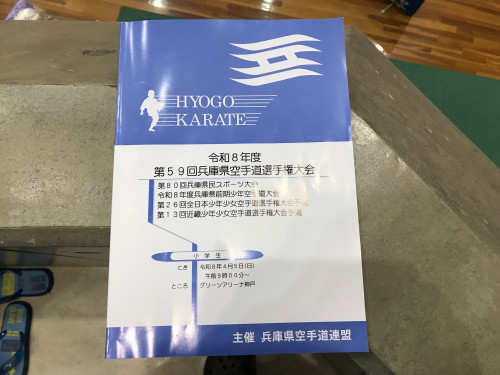 HYOGO
KARATE
令和８年度
第５９回兵庫県空手道選手権大会
第８０回兵庫県民スポーツ大会
令和８年度兵庫県前期少年空手道大会
第２６回全日本少年少女空手道選手権大会予選
第１３回近畿少年少女空手道選手権大会予選
小学生
とき 令和８年４月５日(日)
午前９時００分～
ところ グリーンアリーナ神戸
主催 兵庫県空手道連盟